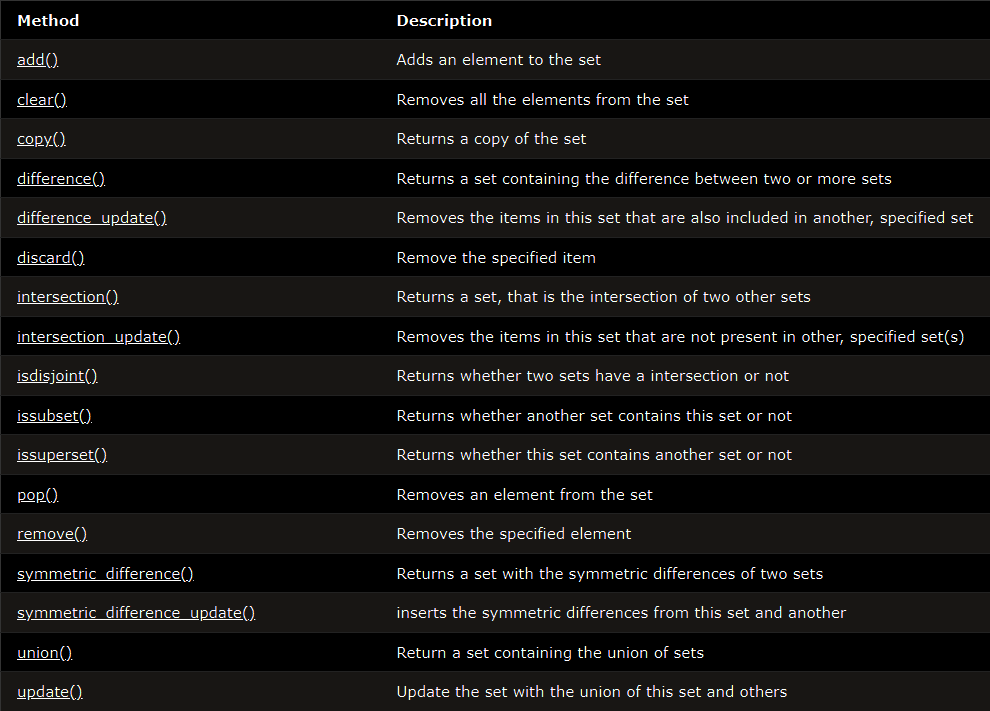 Method Description
add() Adds an element to the set
clear() Removes all the elements from the set
copy() Returns a copy of the set
difference() Returns a set containing the difference between two or more sets
difference_update() Removes the items in this set that are also included in another, specified set
discard() Remove the specified item
intersection() Returns a set, that is the intersection of two other sets
intersection_update() Removes the items in this set that are not present in other, specified set(s)
isdisjoint() Returns whether two sets have a intersection or not
issubset() Returns whether another set contains this set or not
issuperset() Returns whether this set contains another set or not
pop() Removes an element from the set
remove() Removes the specified element
symmetric_difference() Returns a set with the symmetric differences of two sets
symmetric_difference_update() inserts the symmetric differences from this set and another
union() Return a set containing the union of sets
update() Update the set with the union of this set and others